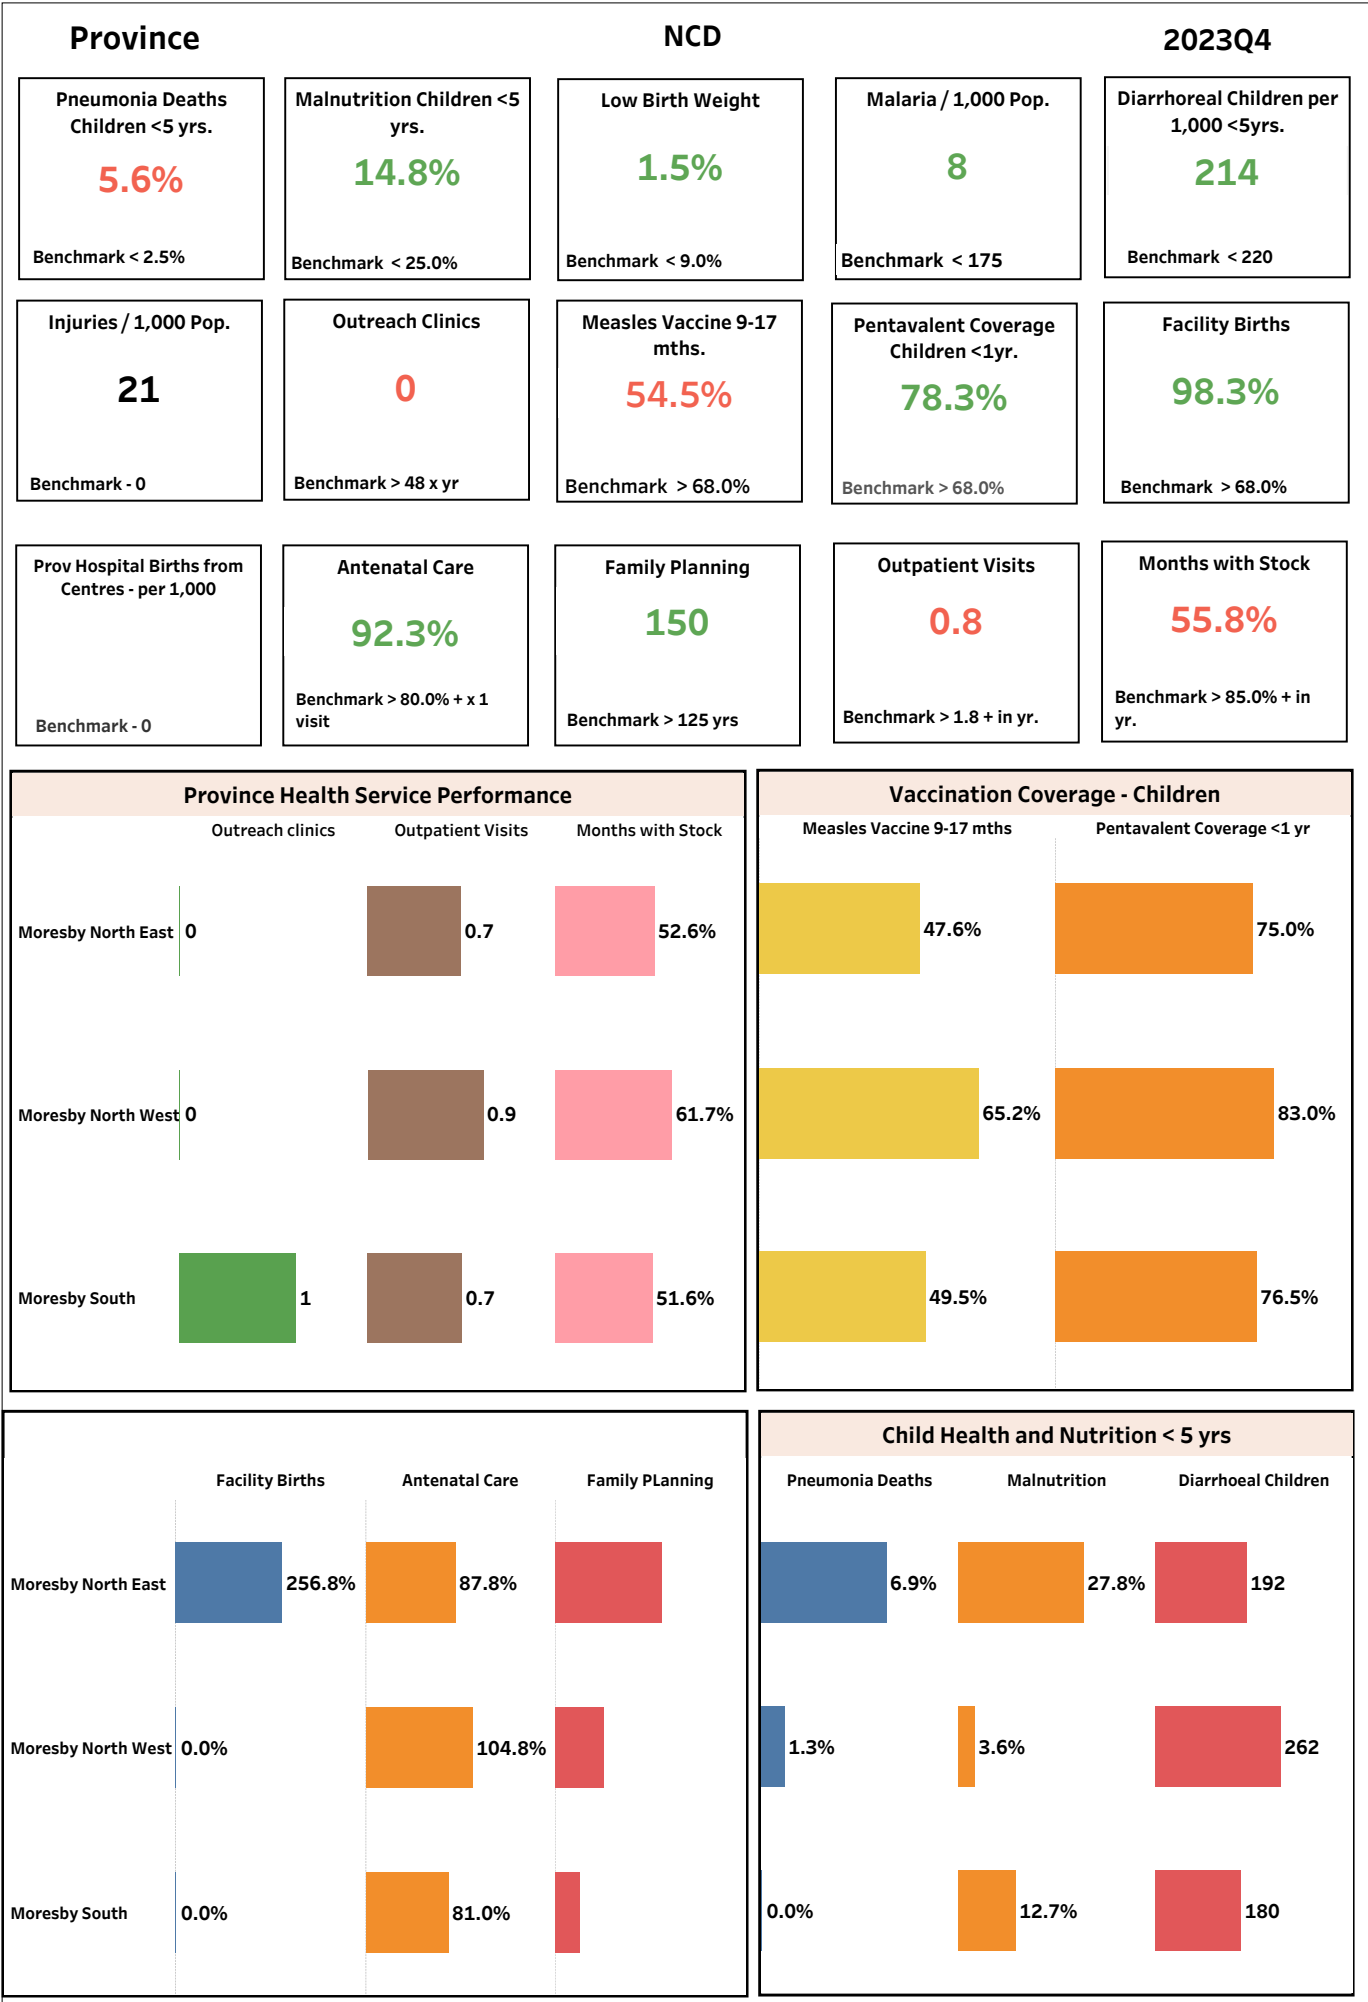 Province
NCD
2023Q4
Pneumonia Deaths
Children <5 yrs.
5.6%
Benchmark < 2.5%
Malnutrition Children <5
yrs.
14.8%
Benchmark < 25.0%
Low Birth Weight
1.5%
Benchmark < 9.0%
Malaria / 1,000 Pop.
8
Benchmark < 175
Diarrhoreal Children per
1,000 <5yrs.
214
Benchmark < 220
Injuries / 1,000 Pop.
21
Benchmark - 0
Outreach Clinics
0
Benchmark > 48 x yr
Measles Vaccine 9-17
mths.
54.5%
Benchmark > 68.0%
Pentavalent Coverage
Children <1yr.
78.3%
Benchmark > 68.0%
Facility Births
98.3%
Benchmark > 68.0%
Prov Hospital Births from
Centres - per 1,000
Benchmark - 0
Antenatal Care
92.3%
Benchmark > 80.0% + x 1
visit
Family Planning
150
Benchmark > 125 yrs
Outpatient Visits
0.8
Benchmark > 1.8 + in yr.
Months with Stock
55.8%
Benchmark > 85.0% + in
yr.
Province Health Service Performance
Outreach clinics Outpatient Visits Months with Stock
Moresby North East 0 0.7 52.6%
Moresby North West 0 0.9 61.7%
Moresby South 1 0.7 51.6%
Vaccination Coverage - Children
Measles Vaccine 9-17 mths Pentavalent Coverage <1 yr
47.6% 75.0%
65.2% 83.0%
49.5% 76.5%
Facility Births Antenatal Care Family PLanning
Moresby North East 256.8% 87.8%
Moresby North West 0.0% 104.8%
Moresby South 0.0% 81.0%
Child Health and Nutrition < 5 yrs
Pneumonia Deaths Malnutrition Diarrhoeal Children
6.9% 27.8% 192
1.3% 3.6% 262
0.0% 12.7% 180